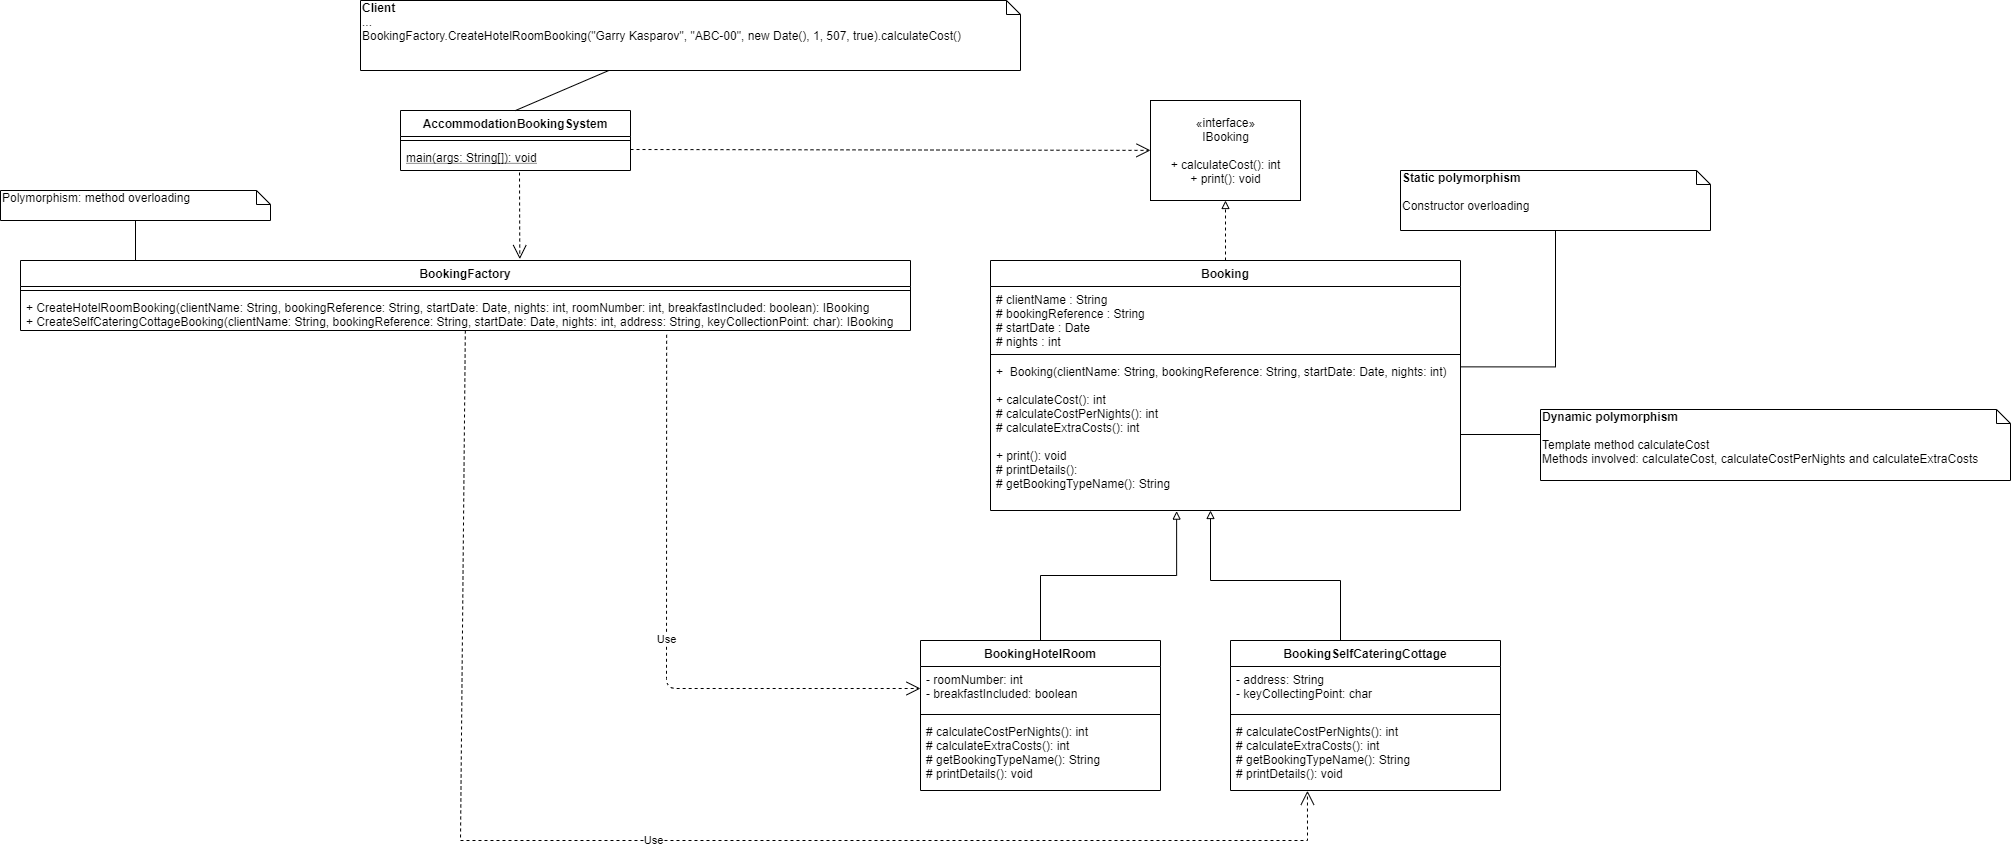 Client
...
BookingFactory.CreateHotelRoomBooking("Garry Kasparov", "ABC-00", new Date(), 1, 507, true).calculateCost()
AccommodationBookingSystem
main(args: String[]): void
«interface»
IBooking
+ calculateCost(): int
+ print(): void
Static polymorphism
Constructor overloading
Polymorphism: method overloading
BookingFactory
+ CreateHotelRoomBooking(clientName: String, bookingReference: String, startDate: Date, nights: int, roomNumber: int, breakfastIncluded: boolean): IBooking
+ CreateSelfCateringCottageBooking(clientName: String, bookingReference: String, startDate: Date, nights: int, address: String, keyCollectionPoint: char): IBooking
Booking
# clientName : String
# bookingReference : String
# startDate : Date
# nights : int
+ Booking(clientName: String, bookingReference: String, startDate: Date, nights: int)
+ calculateCost(): int
# calculateCostPerNights(): int
# calculateExtraCosts(): int
+ print(): void
# printDetails():
# getBookingTypeName(): String
Dynamic polymorphism
Template method calculateCost
Methods involved: calculateCost, calculateCostPerNights and calculateExtraCosts
Use
BookingHotelRoom
- roomNumber: int
- breakfastIncluded: boolean
# calculateCostPerNights(): int
# calculateExtraCosts(): int
# getBookingTypeName(): String
# printDetails(): void
BookingSelfCateringCottage
- address: String
- keyCollectingPoint: char
# calculateCostPerNights(): int
# calculateExtraCosts(): int
# getBookingTypeName(): String
# printDetails(): void
Use